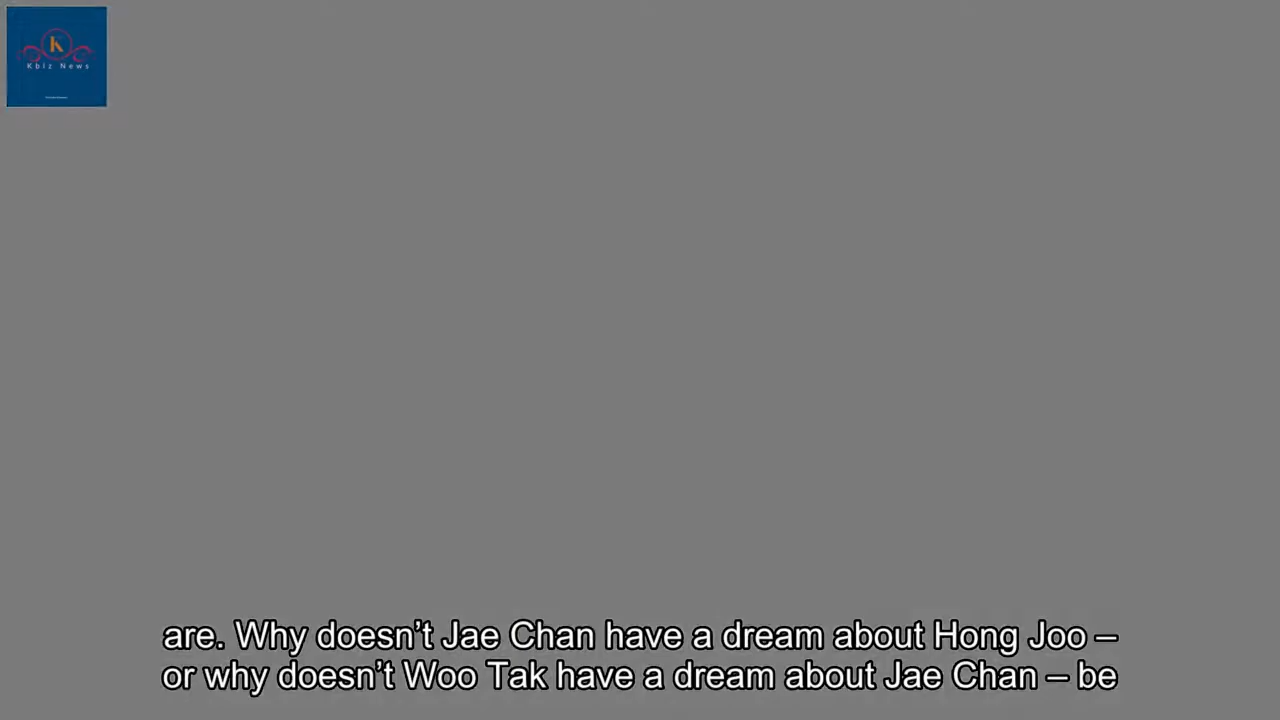 K
Kbiz News
are. Why doesn’t Jae Chan have a dream about Hong Joo –
or why doesn’t Woo Tak have a dream about Jae Chan – be